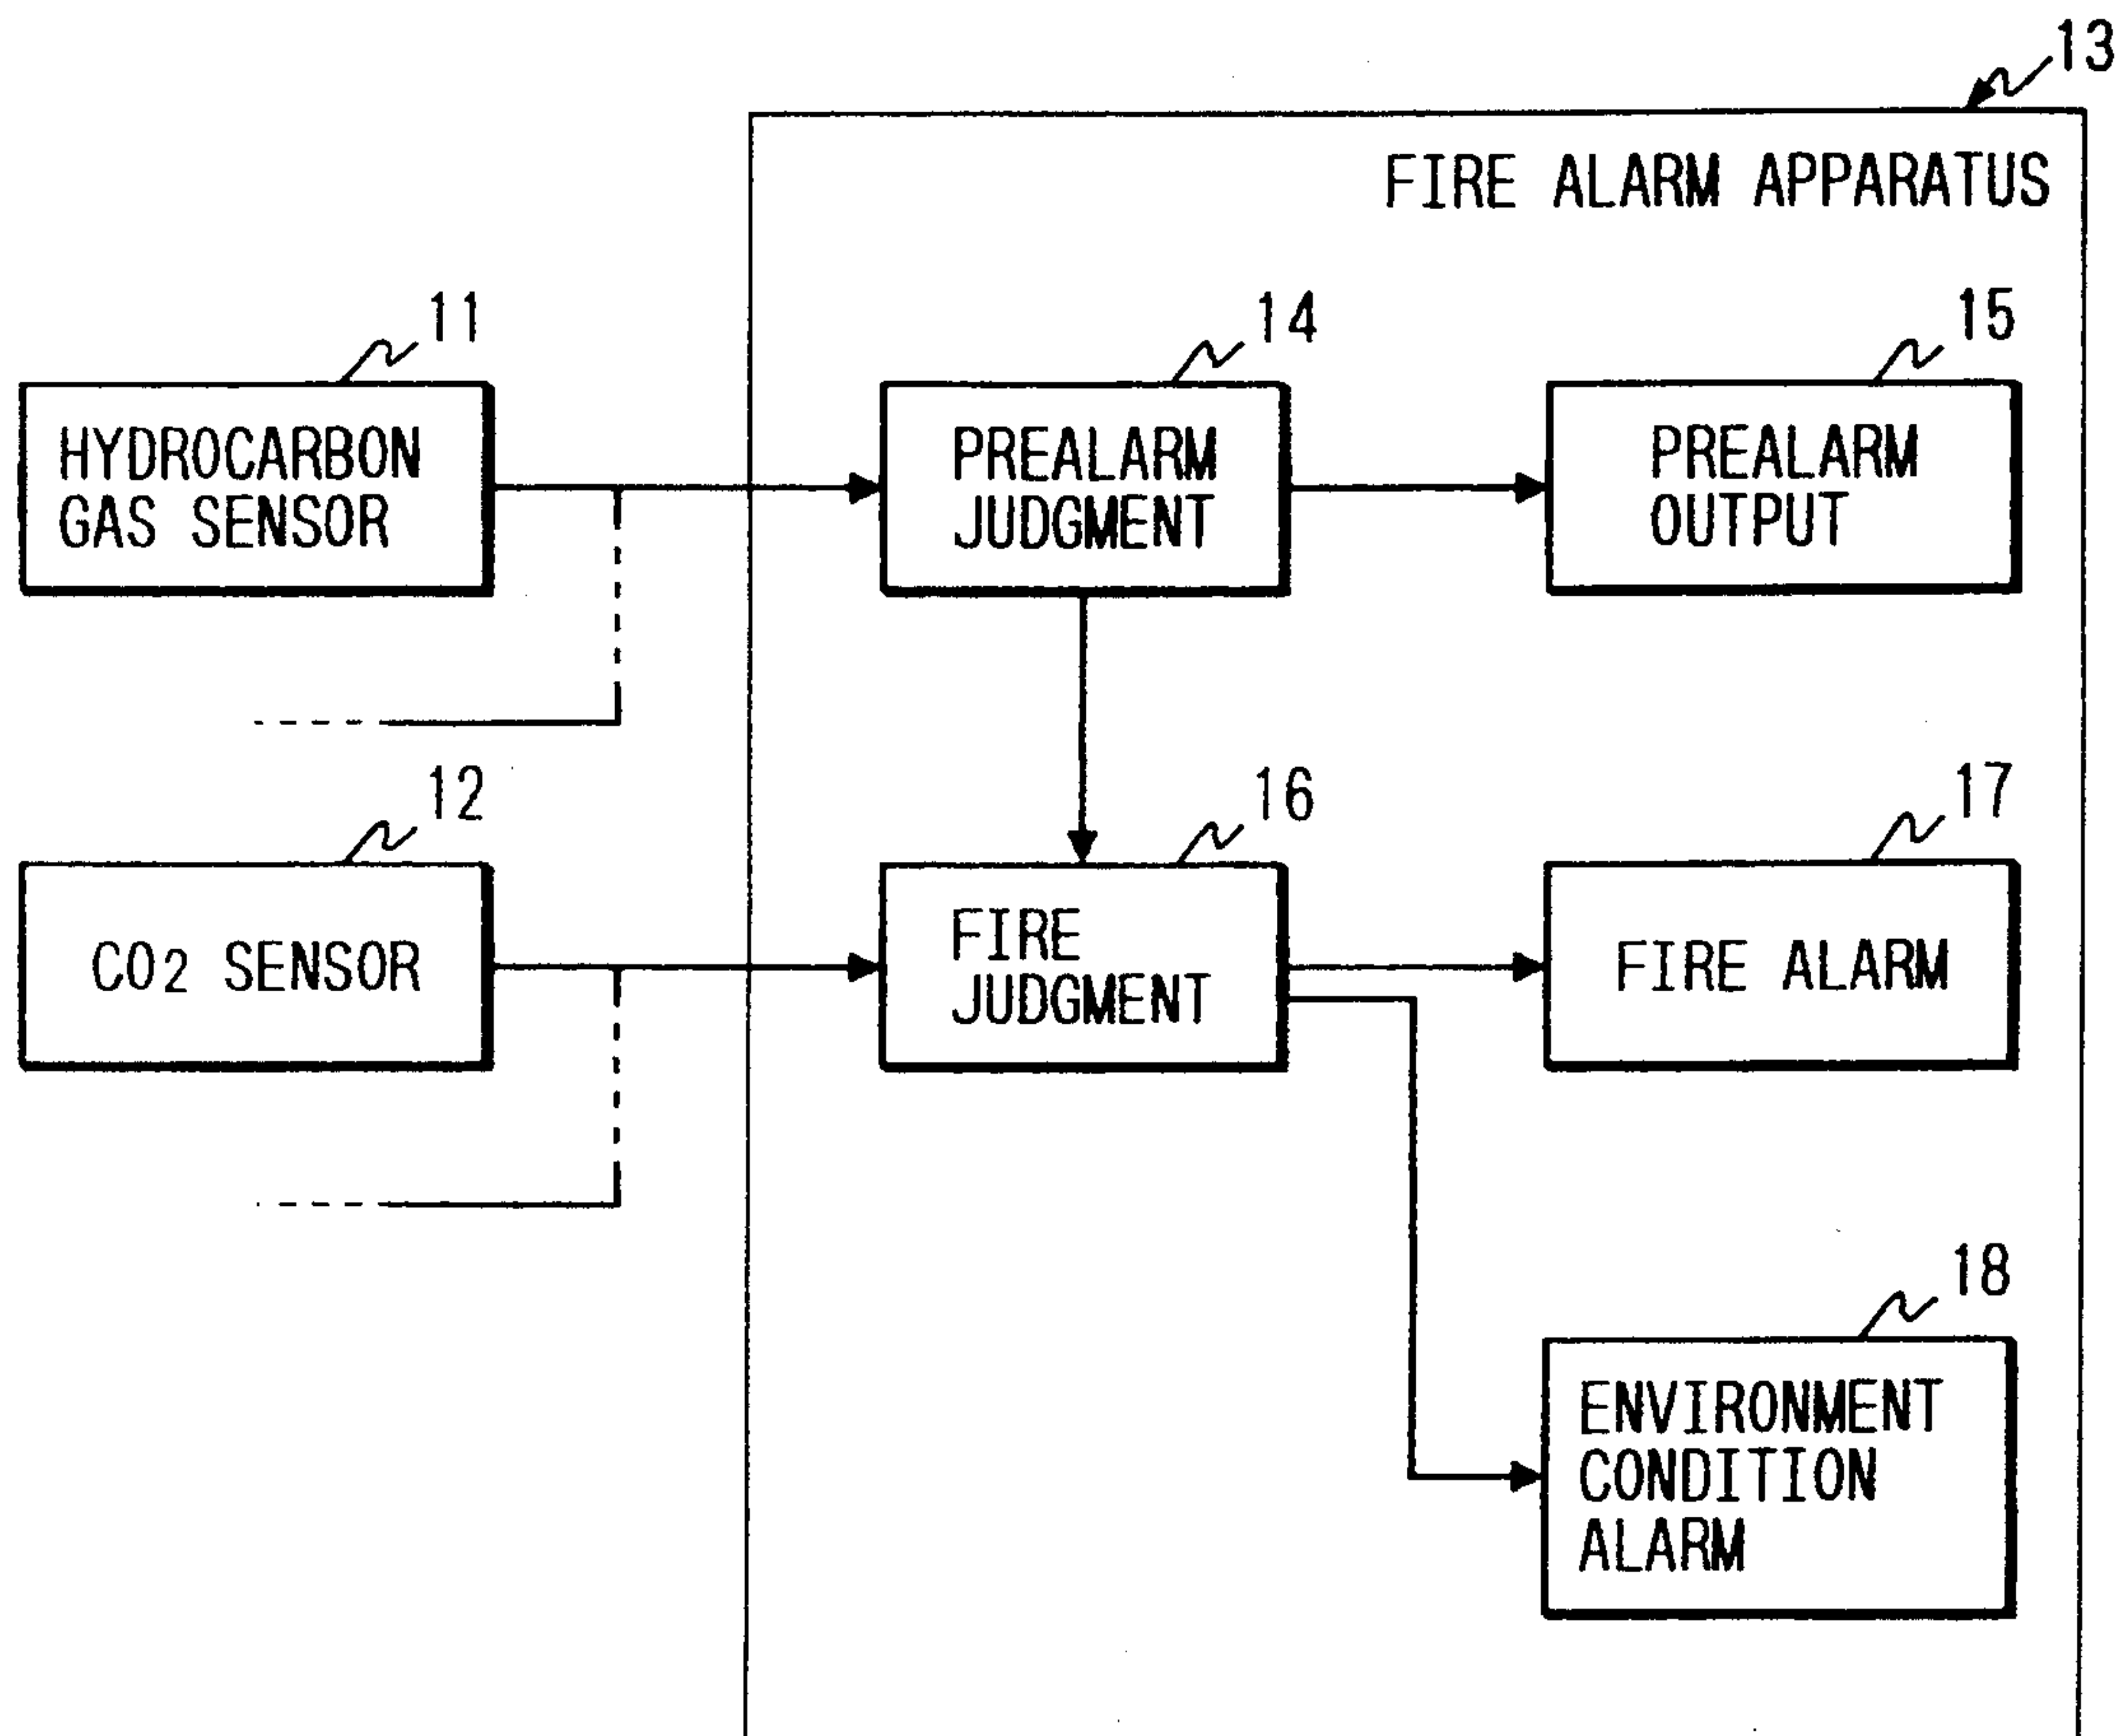 13
FIRE ALARM APPARATUS
11
14
15
HYDROCARBON
GAS SENSOR
PREALARM
JUDGMENT
PREALARM
OUTPUT
12
16
17
CO2 SENSOR
FIRE
JUDGMENT
FIRE ALARM
18
ENVIRONMENT
CONDITION
ALARM